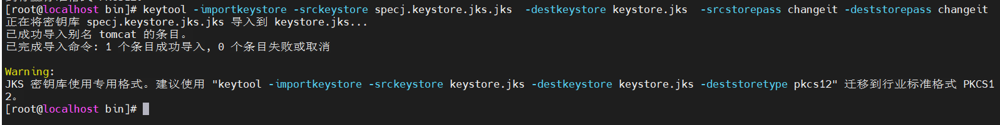 [root@localhost bin]# keytool -importkeystore -srckeystore specj.keystore.jks.jks  -destkeystore keystore.jks  -srcstorepass changeit -deststorepass changeit
正在将密钥库 specj.keystore.jks.jks 导入到 keystore.jks...
已成功导入别名 tomcat 的条目。
已完成导入命令: 1 个条目成功导入, 0 个条目失败或取消
Warning:
JKS 密钥库使用专用格式。建议使用 "keytool -importkeystore -srckeystore keystore.jks -destkeystore keystore.jks -deststoretype pkcs12" 迁移到行业标准格式 PKCS1
2。
[root@localhost bin]#